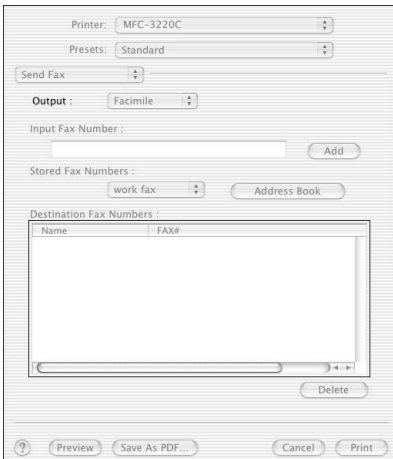 Printer: MFC-3220C
Presets: Standard
Send Fax
Output : Facimile
Input Fax Number :
Add
Stored Fax Numbers :
work fax Address Book
Destination Fax Numbers :
Name FAX#
Delete
? Preview Save As PDF... Cancel Print